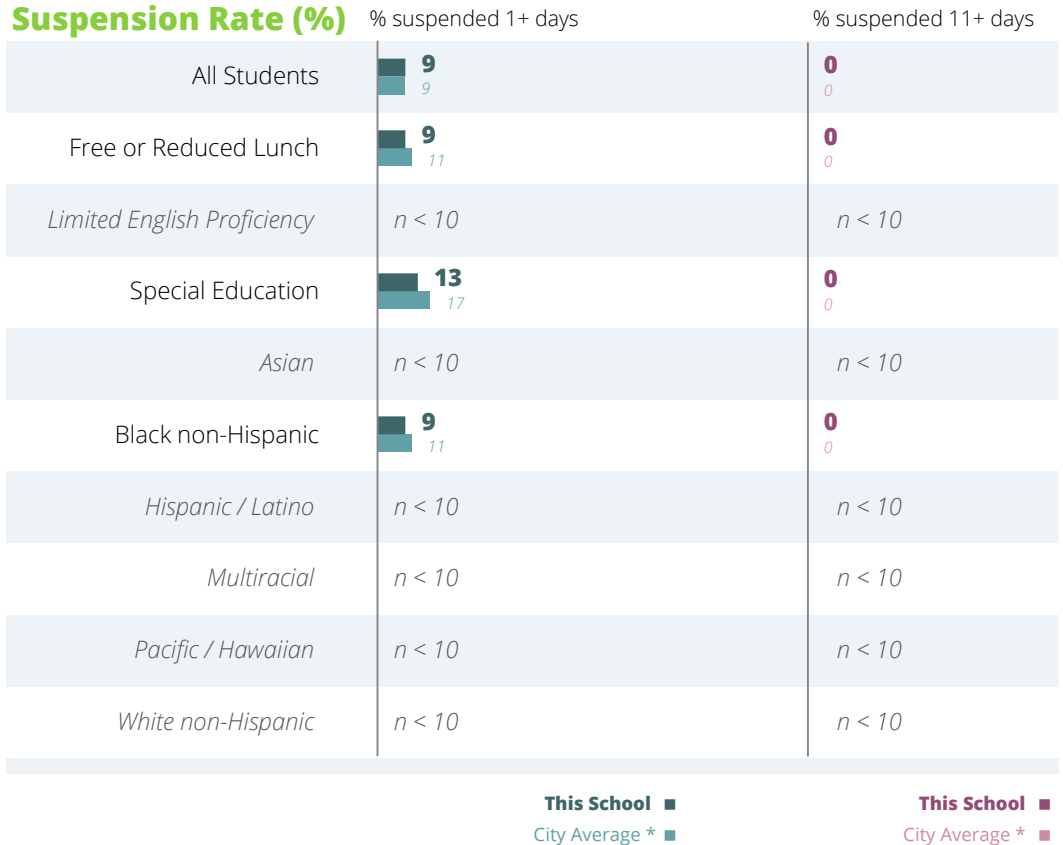 Suspension Rate (%) % suspended 1+ days % suspended 11+ days
All Students 9 0
9 0
Free or Reduced Lunch 9 0
11 0
Limited English Proficiency n < 10 n < 10
Special Education 13 0
17 0
Asian n < 10 n < 10
Black non-Hispanic 9 0
11 0
Hispanic / Latino n < 10 n < 10
Multiracial n < 10 n < 10
Pacific / Hawaiian n < 10 n < 10
White non-Hispanic n < 10 n < 10
This School This School
City Average * City Average *